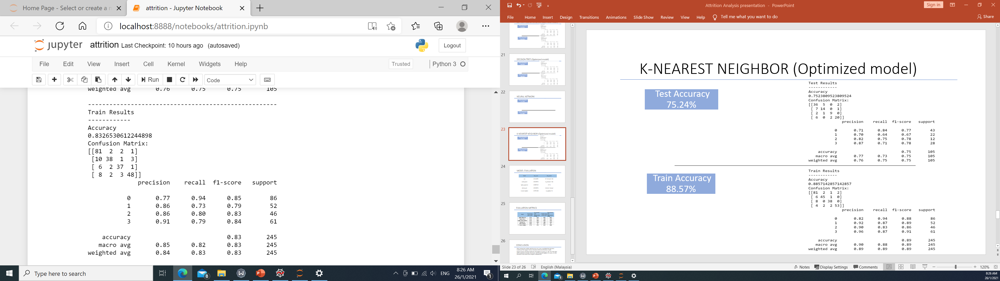 Home Page - Select or create a n
attrition - Jupyter Notebook
localhost:8888/notebooks/attrition.ipynb
jupyter attrition Last Checkpoint: 10 hours ago (autosaved)
Logout
File Edit View Insert Cell Kernel Widgets Help
Trusted
Python 3
Run
Code
weighted avg 0.76 0.75 0.75 105
-----------------------------------------------------
Train Results
------------
Accuracy
0.8326530612244898
Confusion Matrix:
[[81 2 2 1]
[10 38 1 3]
[ 6 2 37 1]
[ 8 2 3 48]]
precision recall f1-score support
0 0.77 0.94 0.85 86
1 0.86 0.73 0.79 52
2 0.86 0.80 0.83 46
3 0.91 0.79 0.84 61
accuracy 0.83 245
macro avg 0.85 0.82 0.83 245
weighted avg 0.84 0.83 0.83 245
Type here to search
8
ENG
8:26 AM
26/1/2021
1
Attrition Analysis presentation - PowerPoint
Sign in
File Home Insert Design Transitions Animations Slide Show Review View Help Tell me what you want to do
Share
21
DECISION TREE (Optimized model)
22
NEURAL NETWORK
23
K-NEAREST NEIGHBOR (Optimized model)
24
MODEL EVALUATION
25
EVALUATION METRICS
26
CONCLUSION
K-NEAREST NEIGHBOR (Optimized model)
Test Accuracy
75.24%
Test Results
------------
Accuracy
0.7523809523809524
Confusion Matrix:
[[36 5 0 2]
[ 7 14 0 1]
[ 2 1 9 0]
[ 6 0 2 20]]
precision recall f1-score support
0 0.71 0.84 0.77 43
1 0.70 0.64 0.67 22
2 0.82 0.75 0.78 12
3 0.87 0.71 0.78 28
accuracy 0.75 105
macro avg 0.77 0.73 0.75 105
weighted avg 0.76 0.75 0.75 105
Train Accuracy
88.57%
Train Results
------------
Accuracy
0.8857142857142857
Confusion Matrix:
[[81 2 1 2]
[ 6 45 1 0]
[ 8 0 38 0]
[ 4 2 2 53]]
precision recall f1-score support
0 0.82 0.94 0.88 86
1 0.92 0.87 0.89 52
2 0.90 0.83 0.86 46
3 0.96 0.87 0.91 61
accuracy 0.89 245
macro avg 0.90 0.88 0.89 245
weighted avg 0.89 0.89 0.89 245
Slide 23 of 26 English (Malaysia)
Notes Display Settings Comments
120%
8:26 AM
26/1/2021